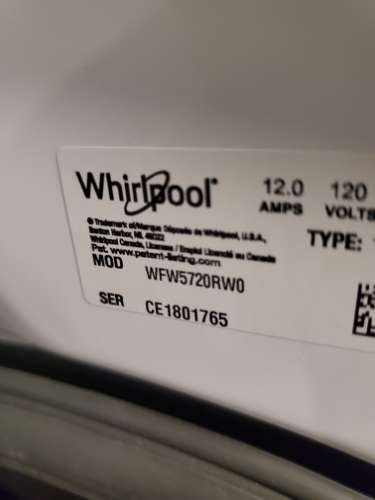 Whirlpool®
12.0 120
AMPS VOLTS
® Trademark of/Marque Déposée de Whirlpool, U.S.A.,
Benton Harbor, MI. 49022
Whirlpool Canada, Licensee / Emploi Licencié au Canada
Pat. www.patent-listing.com
TYPE:
MOD WFW5720RW0
SER CE1801765